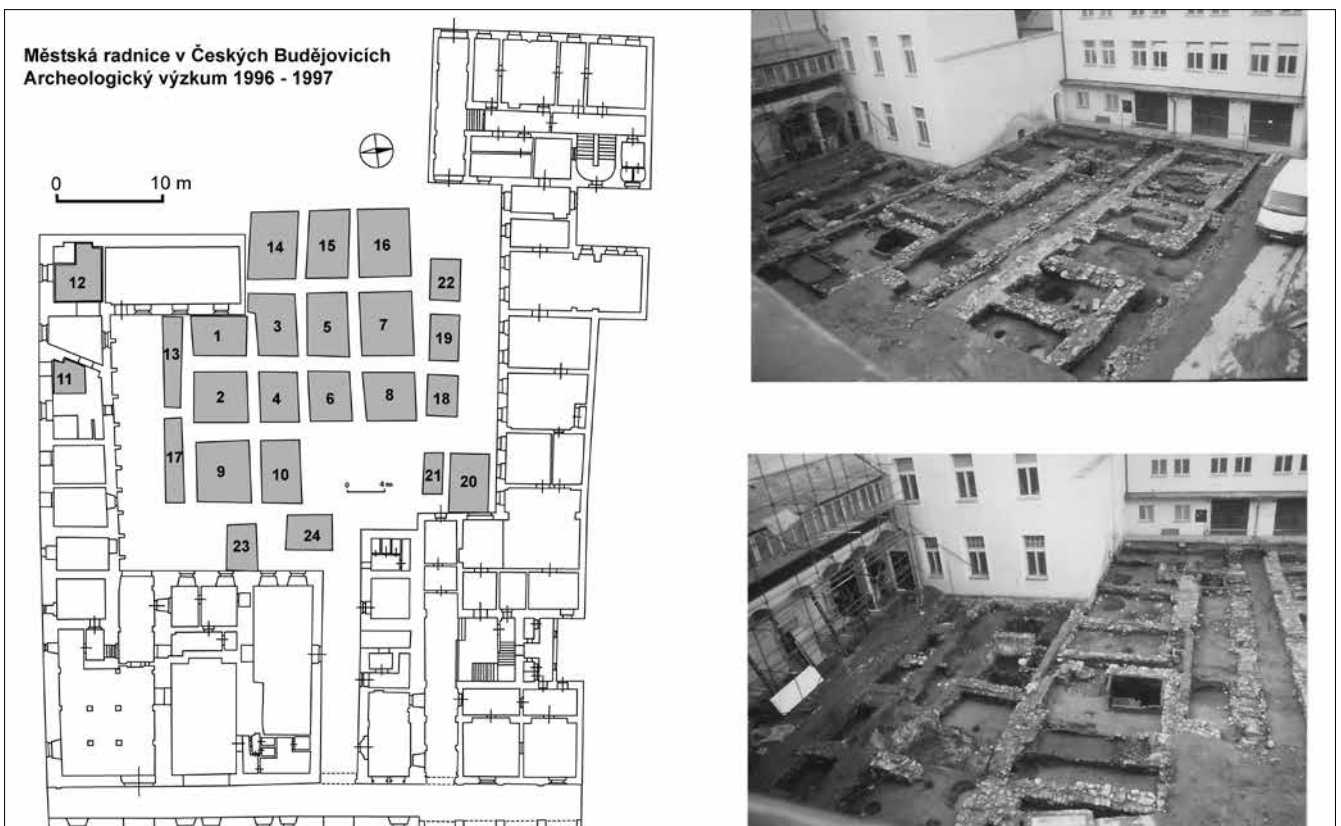 Městská radnice v Českých Budějovicích
Archeologický výzkum 1996 - 1997
0 10 m
14 15 16
12
22
1 3 5 7
13
19
11
2 4 6 8 18
17 9 10 21 20
0 4 m
23 24